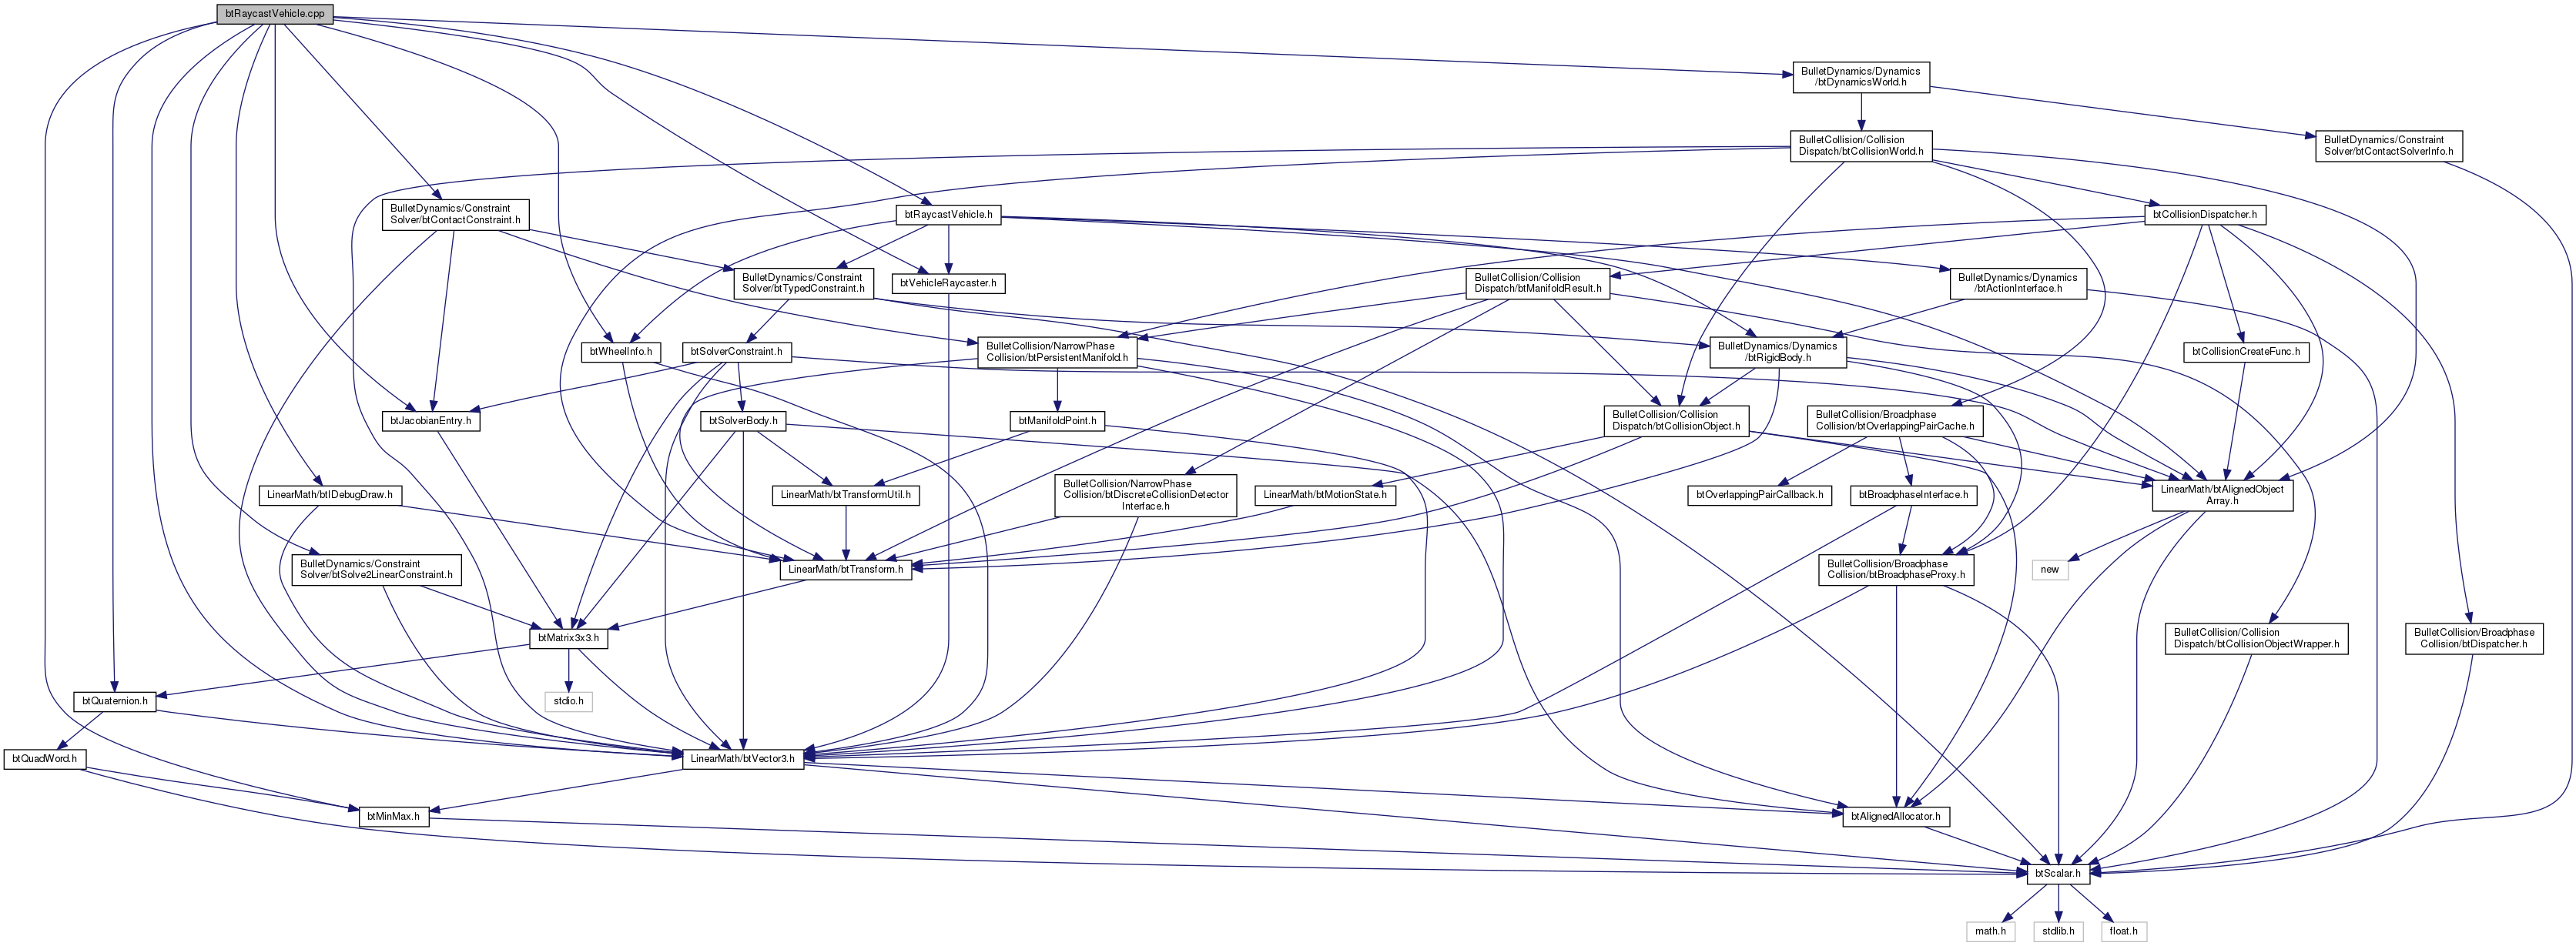 btRaycastVehicle.cpp
BulletDynamics/Dynamics
/btDynamicsWorld.h
BulletCollision/Collision
Dispatch/btCollisionWorld.h
BulletDynamics/Constraint
Solver/btContactSolverInfo.h
BulletDynamics/Constraint
Solver/btContactConstraint.h
btRaycastVehicle.h
btCollisionDispatcher.h
BulletDynamics/Constraint
Solver/btTypedConstraint.h
btVehicleRaycaster.h
BulletCollision/Collision
Dispatch/btManifoldResult.h
BulletDynamics/Dynamics
/btActionInterface.h
btWheelInfo.h
btSolverConstraint.h
BulletCollision/NarrowPhase
Collision/btPersistentManifold.h
BulletDynamics/Dynamics
/btRigidBody.h
btCollisionCreateFunc.h
btJacobianEntry.h
btSolverBody.h
btManifoldPoint.h
BulletCollision/Collision
Dispatch/btCollisionObject.h
BulletCollision/Broadphase
Collision/btOverlappingPairCache.h
LinearMath/btIDebugDraw.h
LinearMath/btTransformUtil.h
BulletCollision/NarrowPhase
Collision/btDiscreteCollisionDetector
Interface.h
LinearMath/btMotionState.h
btOverlappingPairCallback.h
btBroadphaseInterface.h
LinearMath/btAlignedObject
Array.h
BulletDynamics/Constraint
Solver/btSolve2LinearConstraint.h
LinearMath/btTransform.h
BulletCollision/Broadphase
Collision/btBroadphaseProxy.h
new
btMatrix3x3.h
BulletCollision/Collision
Dispatch/btCollisionObjectWrapper.h
BulletCollision/Broadphase
Collision/btDispatcher.h
btQuaternion.h
stdio.h
btQuadWord.h
LinearMath/btVector3.h
btMinMax.h
btAlignedAllocator.h
btScalar.h
math.h
stdlib.h
float.h